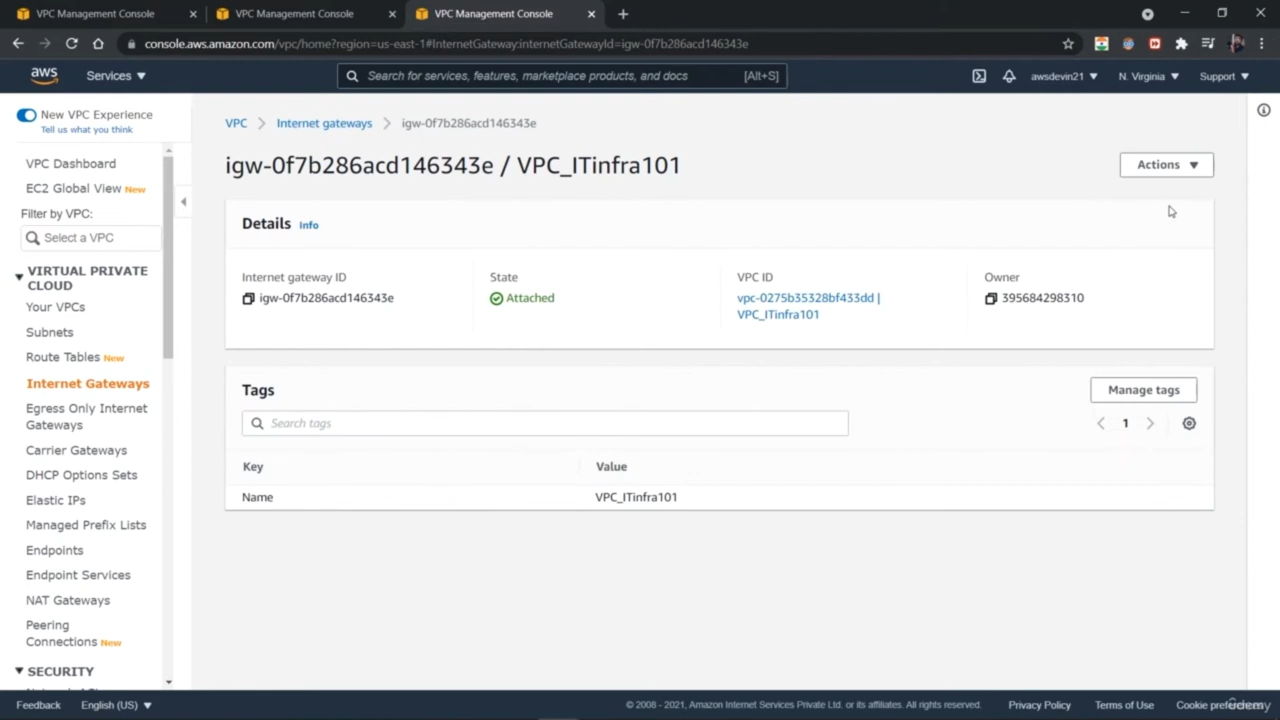 VPC Management Console
VPC Management Console
VPC Management Console
console.aws.amazon.com/vpc/home?region=us-east-1#InternetGateway:internetGatewayId=igw-0f7b286acd146343e
aws
Services
Search for services, features, marketplace products, and docs
[Alt+S]
awsdevin21
N. Virginia
Support
New VPC Experience
Tell us what you think
VPC Dashboard
EC2 Global View New
Filter by VPC:
Select a VPC
VIRTUAL PRIVATE
CLOUD
Your VPCs
Subnets
Route Tables New
Internet Gateways
Egress Only Internet
Gateways
Carrier Gateways
DHCP Options Sets
Elastic IPs
Managed Prefix Lists
Endpoints
Endpoint Services
NAT Gateways
Peering
Connections New
SECURITY
VPC
Internet gateways
igw-0f7b286acd146343e
igw-0f7b286acd146343e / VPC_ITinfra101
Actions
Details Info
Internet gateway ID
igw-0f7b286acd146343e
State
Attached
VPC ID
vpc-0275b35328bf433dd |
VPC_ITinfra101
Owner
395684298310
Tags
Manage tags
Search tags
1
Key
Value
Name
VPC_ITinfra101
Feedback
English (US)
© 2008 - 2021, Amazon Internet Services Private Ltd. or its affiliates. All rights reserved.
Privacy Policy
Terms of Use
Cookie preferences